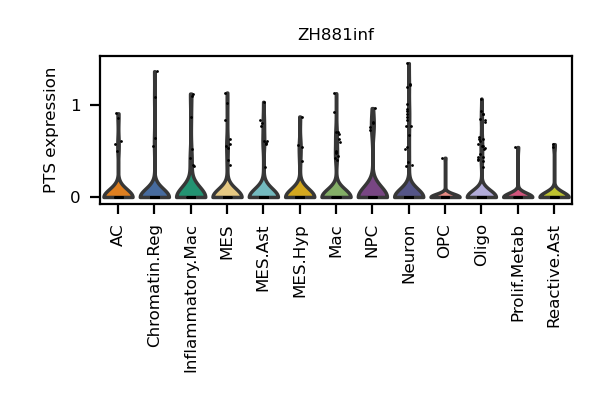 ZH881inf
PTS expression
1
0
AC
Chromatin.Reg
Inflammatory.Mac
MES
MES.Ast
MES.Hyp
Mac
NPC
Neuron
OPC
Oligo
Prolif.Metab
Reactive.Ast